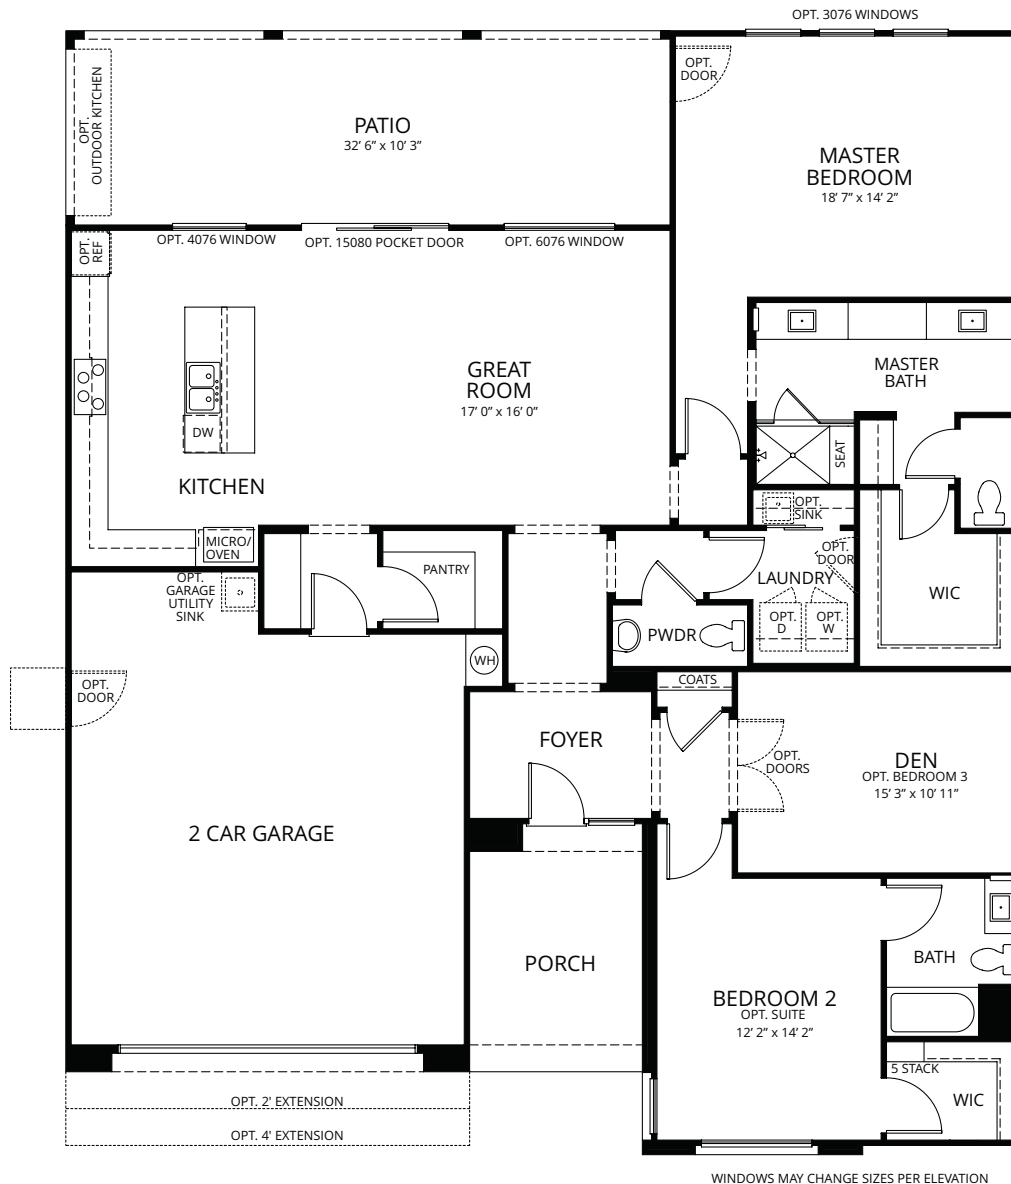 OPT. 3076 WINDOWS
OPT.
DOOR
OPT.
OUTDOOR KITCHEN
PATIO
32’ 6” x 10’ 3”
MASTER
BEDROOM
18’ 7” x 14’ 2”
OPT.
REF
OPT. 4076 WINDOW
OPT. 15080 POCKET DOOR
OPT. 6076 WINDOW
GREAT
ROOM
17’ 0” x 16’ 0”
MASTER
BATH
DW
KITCHEN
SEAT
OPT.
SINK
MICRO/
OVEN
PANTRY
OPT.
DOOR
LAUNDRY
WIC
OPT.
GARAGE
UTILITY
SINK
OPT.
D
OPT.
W
PWDR
WH
COATS
OPT.
DOOR
FOYER
OPT.
DOORS
DEN
OPT. BEDROOM 3
15’ 3” x 10’ 11”
2 CAR GARAGE
PORCH
BATH
BEDROOM 2
OPT. SUITE
12’ 2” x 14’ 2”
5 STACK
WIC
OPT. 2' EXTENSION
OPT. 4' EXTENSION
WINDOWS MAY CHANGE SIZES PER ELEVATION